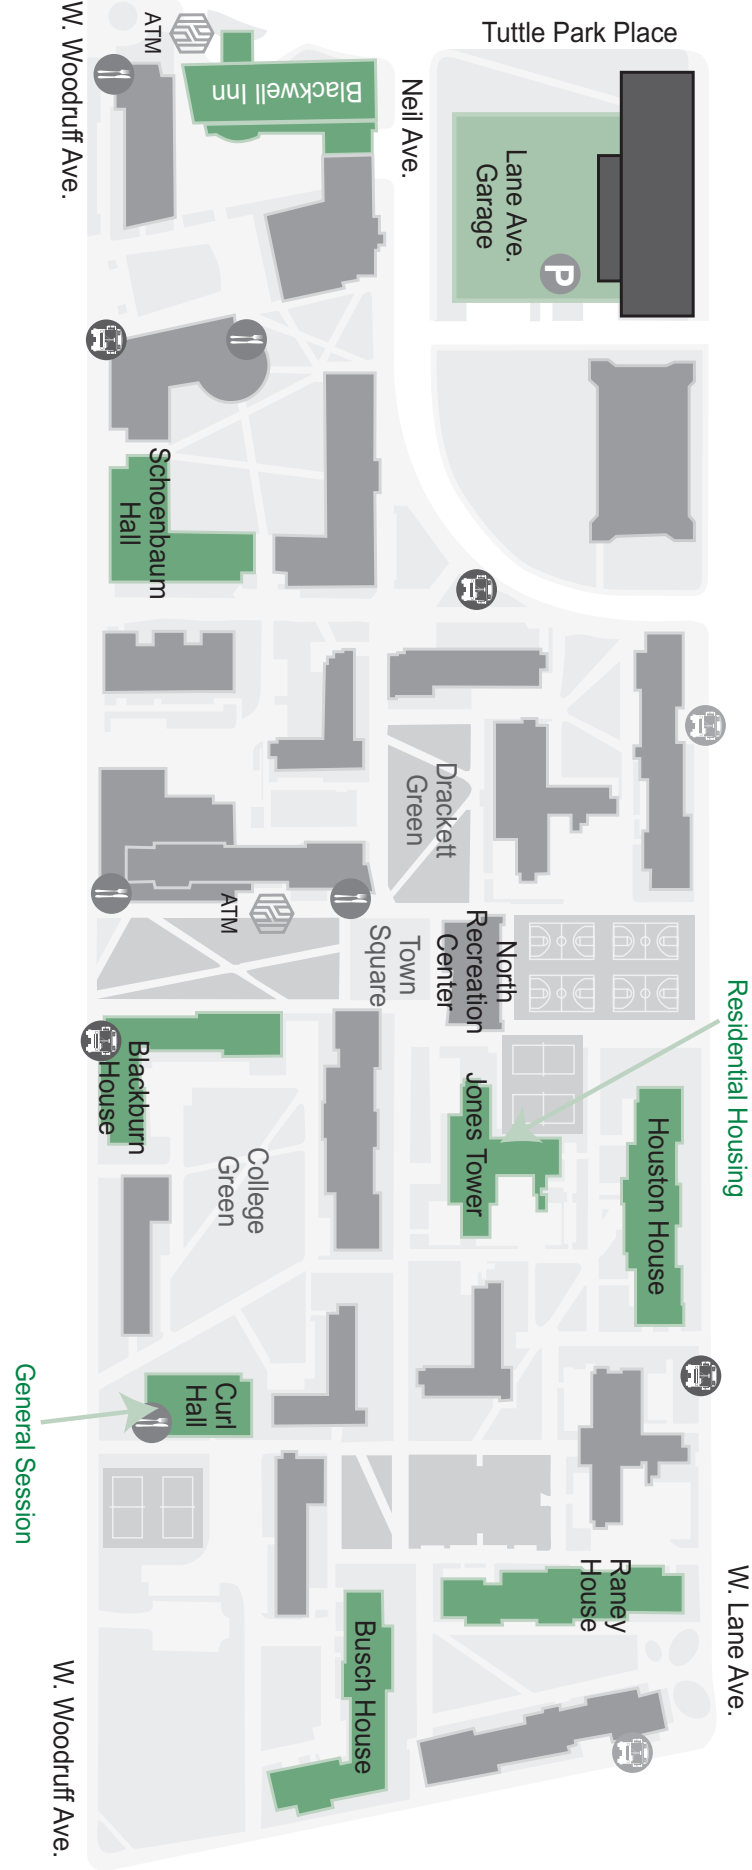 Tuttle Park Place
W. Woodruff Ave.
ATM
Blackwell Inn
Neil Ave.
Lane Ave.
Garage
P
Schoenbaum
Hall
Drackett
Green
ATM
Town
Square
North
Recreation
Center
Residential Housing
Blackburn
House
College
Green
Jones Tower
Houston House
Curl
Hall
General Session
Raney
House
Busch House
W. Lane Ave.
W. Woodruff Ave.